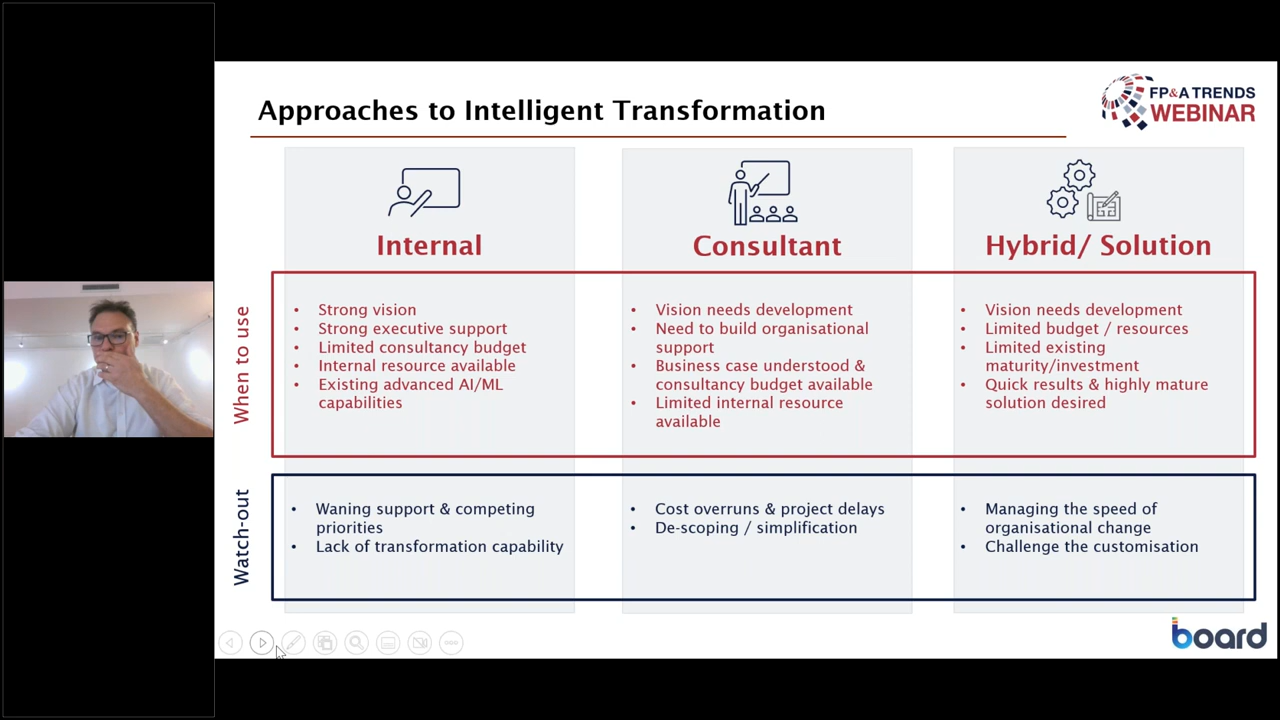 Approaches to Intelligent Transformation
FP&A TRENDS
WEBINAR
Internal
Consultant
Hybrid/ Solution
When to use
• Strong vision
• Strong executive support
• Limited consultancy budget
• Internal resource available
• Existing advanced AI/ML
capabilities
• Vision needs development
• Need to build organisational
support
• Business case understood &
consultancy budget available
• Limited internal resource
available
• Vision needs development
• Limited budget / resources
• Limited existing
maturity/investment
• Quick results & highly mature
solution desired
Watch-out
• Waning support & competing
priorities
• Lack of transformation capability
• Cost overruns & project delays
• De-scoping / simplification
• Managing the speed of
organisational change
• Challenge the customisation
board